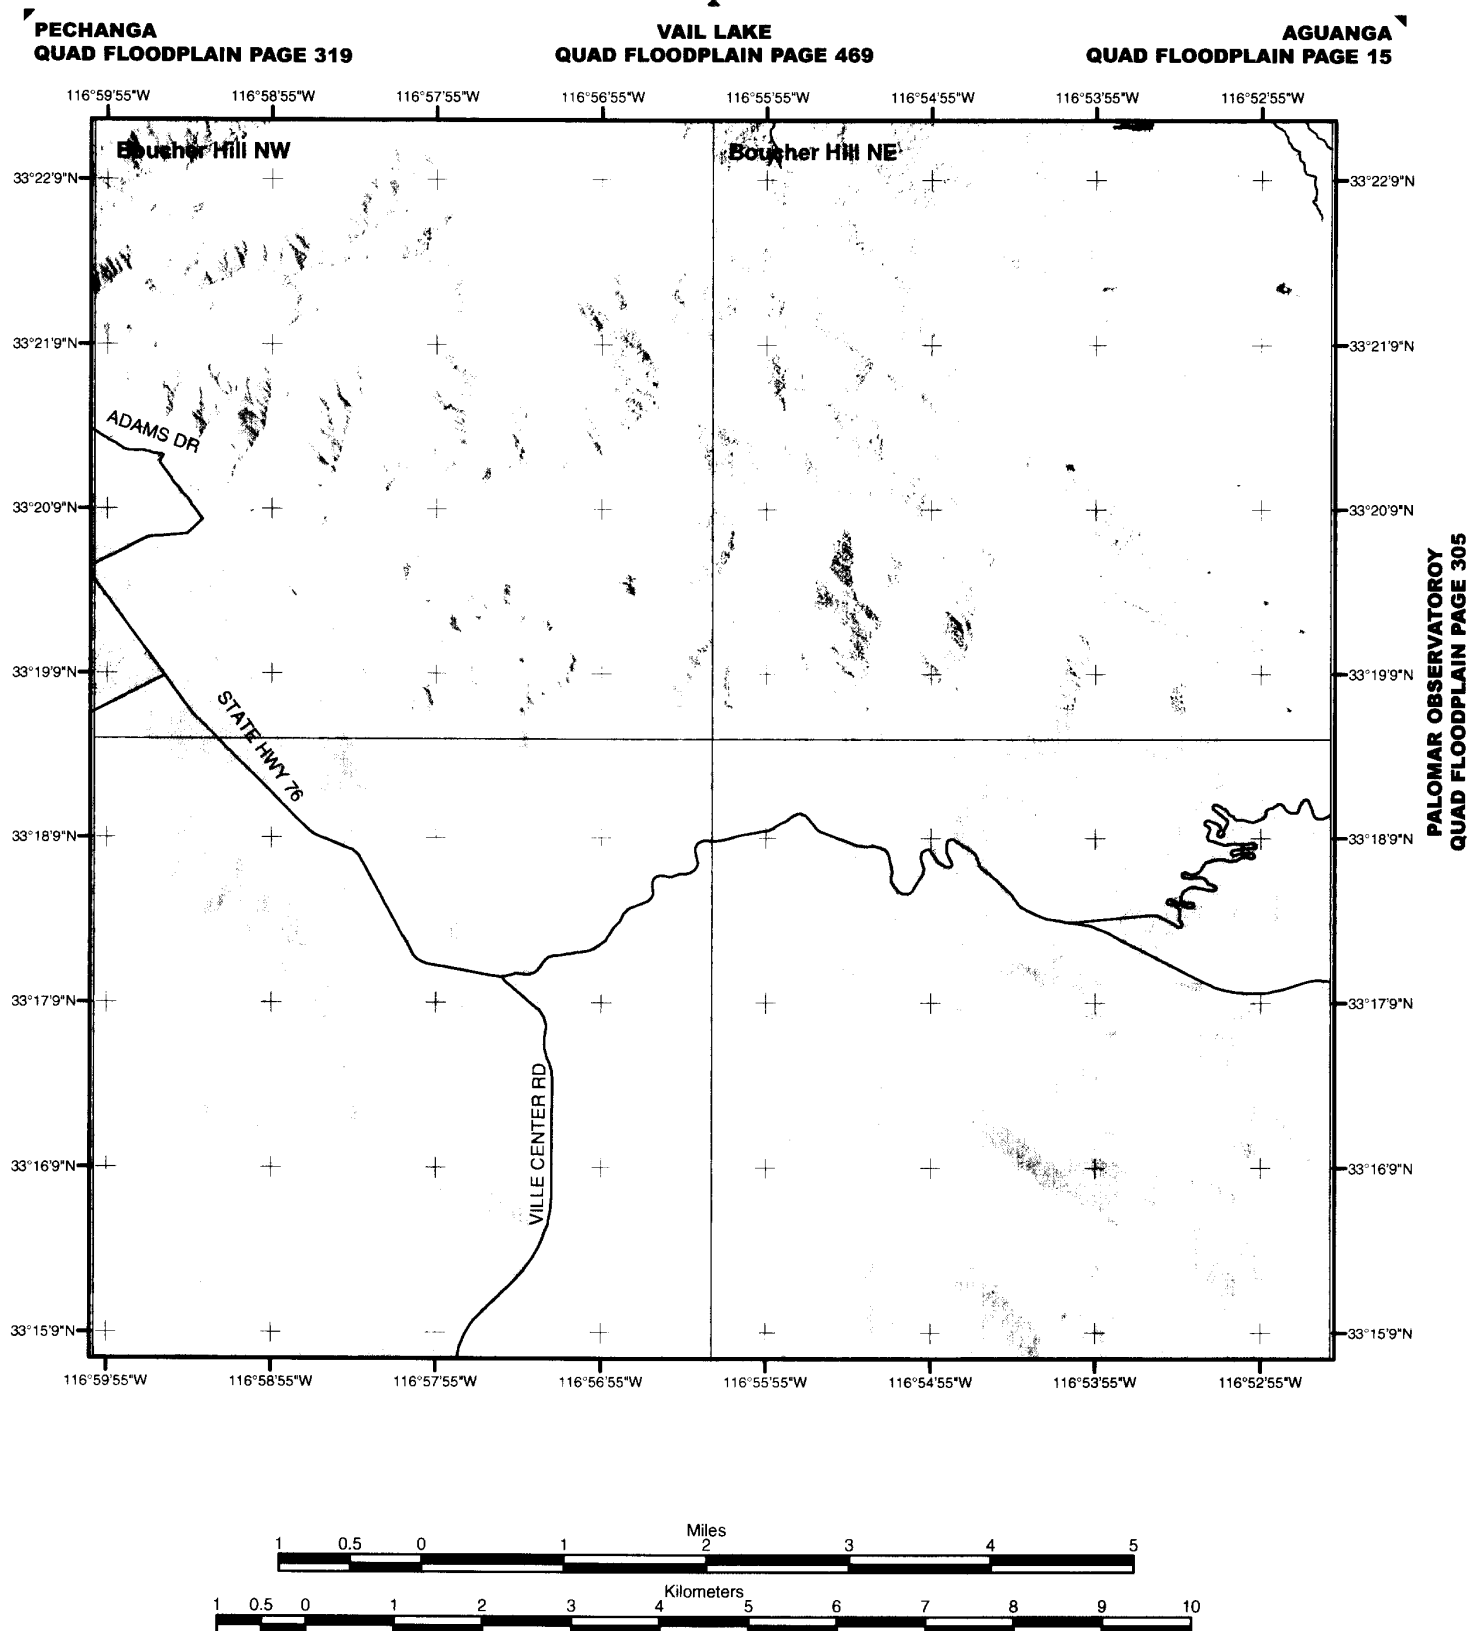 PECHANGA
QUAD FLOODPLAIN PAGE 319
VAIL LAKE
QUAD FLOODPLAIN PAGE 469
AGUANGA
QUAD FLOODPLAIN PAGE 15
116°59'55"W 116°58'55"W 116°57'55"W 116°56'55"W 116°55'55"W 116°54'55"W 116°53'55"W 116°52'55"W
Boucher Hill NW
Boucher Hill NE
33°22'9"N 33°22'9"N
33°21'9"N 33°21'9"N
ADAMS DR
33°20'9"N 33°20'9"N
PALOMAR OBSERVATOROY
QUAD FLOODPLAIN PAGE 305
33°19'9"N 33°19'9"N
STATE HWY 76
33°18'9"N 33°18'9"N
33°17'9"N 33°17'9"N
VILLE CENTER RD
33°16'9"N 33°16'9"N
33°15'9"N 33°15'9"N
116°59'55"W 116°58'55"W 116°57'55"W 116°56'55"W 116°55'55"W 116°54'55"W 116°53'55"W 116°52'55"W
Miles
1 0.5 0 1 2 3 4 5
Kilometers
1 0.5 0 1 2 3 4 5 6 7 8 9 10